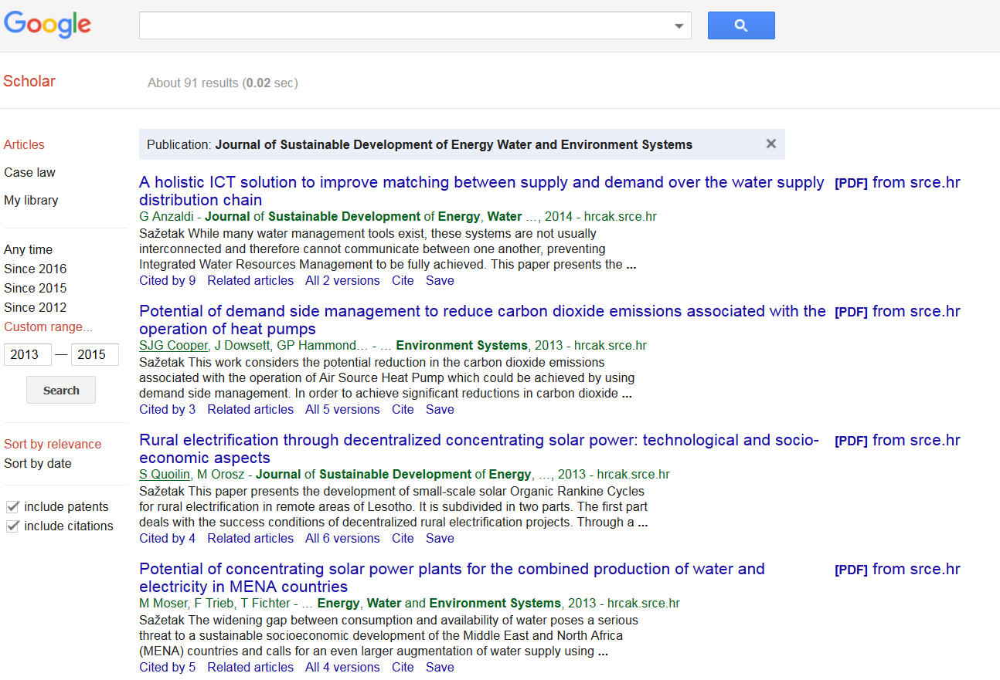 Google
Scholar
About 91 results (0.02 sec)
Articles
Case law
My library
Any time
Since 2016
Since 2015
Since 2012
Custom range...
2013 — 2015
Search
Sort by relevance
Sort by date
include patents
include citations
Publication: Journal of Sustainable Development of Energy Water and Environment Systems ×
A holistic ICT solution to improve matching between supply and demand over the water supply
distribution chain
[PDF] from srce.hr
G Anzaldi - Journal of Sustainable Development of Energy, Water …, 2014 - hrcak.srce.hr
Sažetak While many water management tools exist, these systems are not usually
interconnected and therefore cannot communicate between one another, preventing
Integrated Water Resources Management to be fully achieved. This paper presents the ...
Cited by 9 Related articles All 2 versions Cite Save
Potential of demand side management to reduce carbon dioxide emissions associated with the
operation of heat pumps
[PDF] from srce.hr
SJG Cooper, J Dowsett, GP Hammond… - … Environment Systems, 2013 - hrcak.srce.hr
Sažetak This work considers the potential reduction in the carbon dioxide emissions
associated with the operation of Air Source Heat Pump which could be achieved by using
demand side management. In order to achieve significant reductions in carbon dioxide ...
Cited by 3 Related articles All 5 versions Cite Save
Rural electrification through decentralized concentrating solar power: technological and socio-
economic aspects
[PDF] from srce.hr
S Quoilin, M Orosz - Journal of Sustainable Development of Energy, …, 2013 - hrcak.srce.hr
Sažetak This paper presents the development of small-scale solar Organic Rankine Cycles
for rural electrification in remote areas of Lesotho. It is subdivided in two parts. The first part
deals with the success conditions of decentralized rural electrification projects. Through a ...
Cited by 4 Related articles All 6 versions Cite Save
Potential of concentrating solar power plants for the combined production of water and
electricity in MENA countries
[PDF] from srce.hr
M Moser, F Trieb, T Fichter - … Energy, Water and Environment Systems, 2013 - hrcak.srce.hr
Sažetak The widening gap between consumption and availability of water poses a serious
threat to a sustainable socioeconomic development of the Middle East and North Africa
(MENA) countries and calls for an even larger augmentation of water supply using ...
Cited by 5 Related articles All 4 versions Cite Save